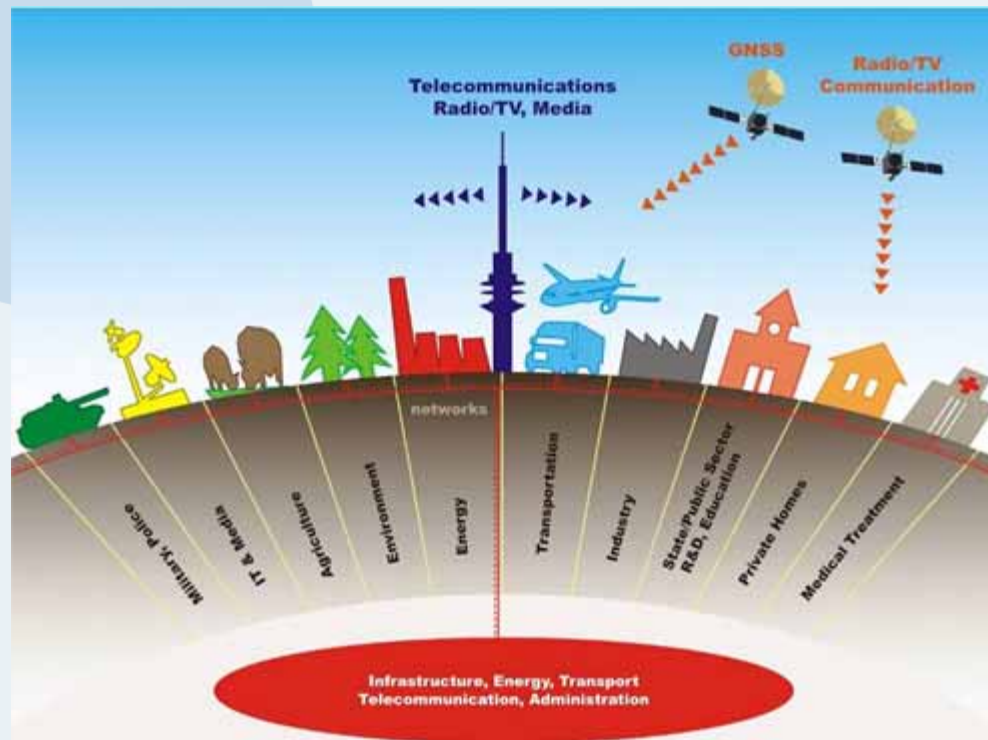 GNSS
Radio/TV
Communication
Telecommunications
Radio/TV, Media
networks
Military, Police
IT & Media
Agriculture
Environment
Energy
Transportation
Industry
State/Public Sector
R&D, Education
Private Homes
Medical Treatment
Infrastructure, Energy, Transport
Telecommunication, Administration